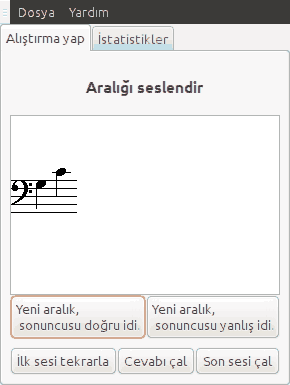 Dosya Yardım
Alıştırma yap İstatistikler
Aralığı seslendir
Yeni aralık,
sonuncusu doğru idi.
Yeni aralık,
sonuncusu yanlış idi.
İlk sesi tekrarla Cevabı çal Son sesi çal